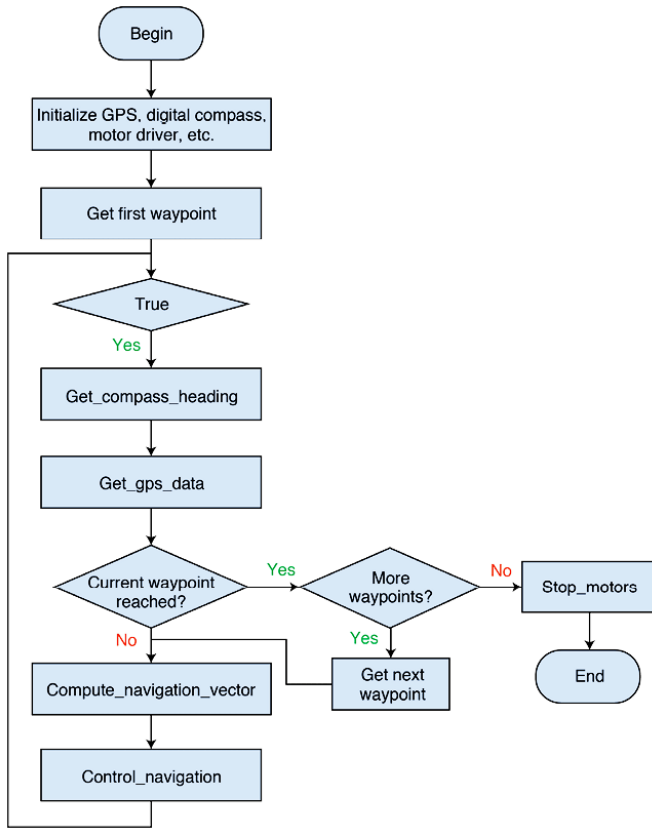 Begin
Initialize GPS, digital compass,
motor driver, etc.
Get first waypoint
True
Yes
Get_compass_heading
Get_gps_data
Current waypoint
reached?
Yes
More
waypoints?
No
Stop_motors
No
Yes
Get next
waypoint
End
Compute_navigation_vector
Control_navigation